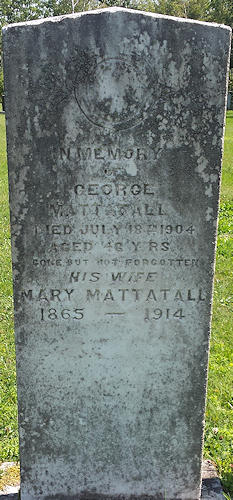 IN MEMORY
OF
GEORGE
MATTATALL
DIED JULY 18TH 1904
AGED 46 YRS.
GONE BUT NOT FORGOTTEN
HIS WIFE
MARY MATTATALL
1865 — 1914